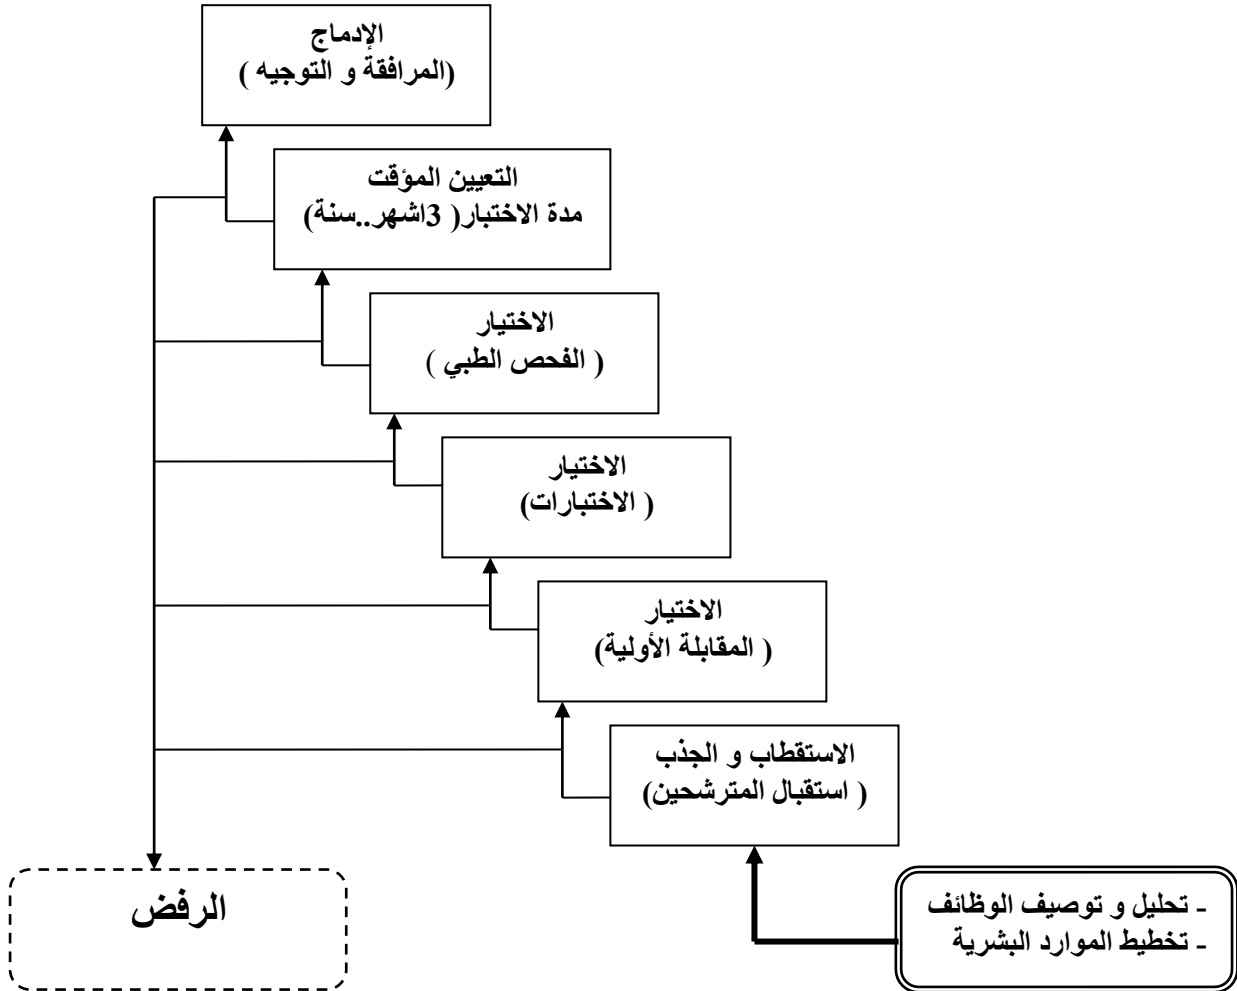 الإدماج
(المرافقة و التوجيه )
التعيين المؤقت
مدة الاختبار( 3اشهر..سنة)
الاختيار
( الفحص الطبي )
الاختيار
( الاختبارات)
الاختيار
( المقابلة الأولية)
الاستقطاب و الجذب
( استقبال المترشحين)
الرفض
- تحليل و توصيف الوظائف
- تخطيط الموارد البشرية